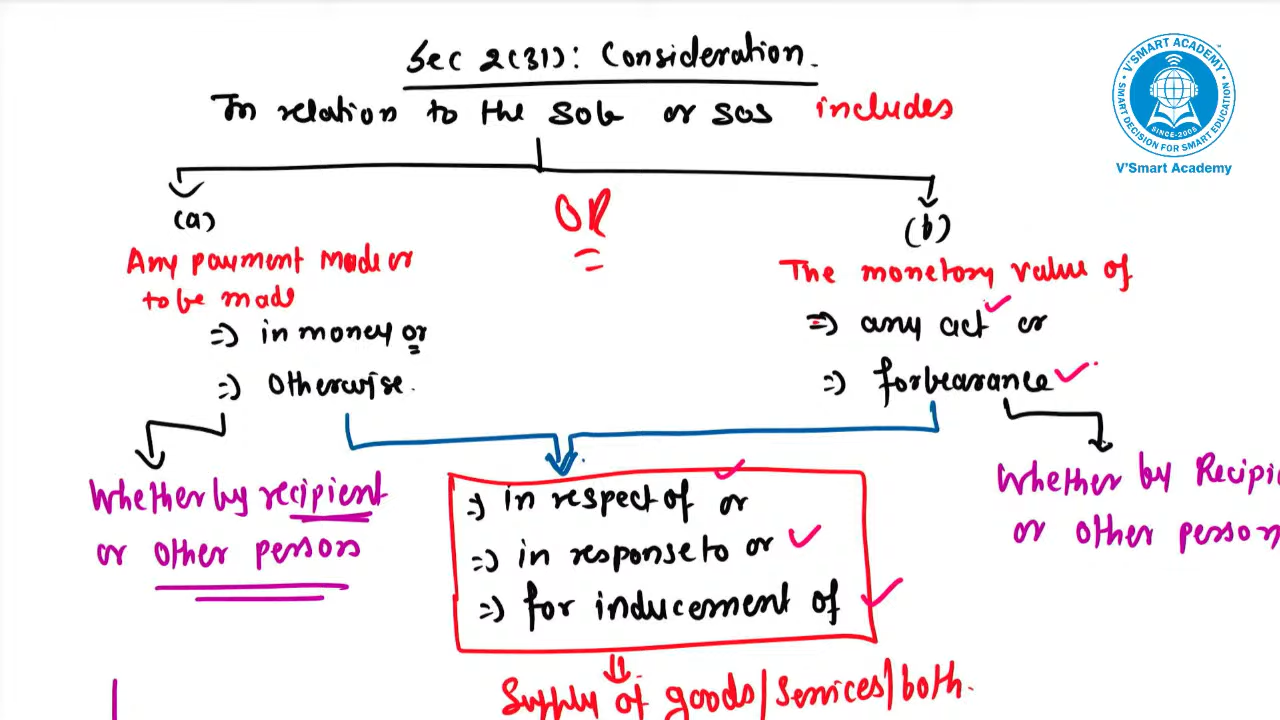 Sec 2(31): Consideration.
In relation to the SOG or SOS includes
(a)
OR
(b)
Any payment made or
to be made
=) in money or
=) Otherwise.
The monetory value of
=) any act or
=) forbearance
Whether by recipient
or other persons
=) in respect of or
=) in response to or
=) for inducement of
Whether by Recipi
or other person
Supply of goods/Services/both.
V'SMART ACADEMY
SMART DECISION FOR SMART EDUCATION
SINCE-2008
V'Smart Academy